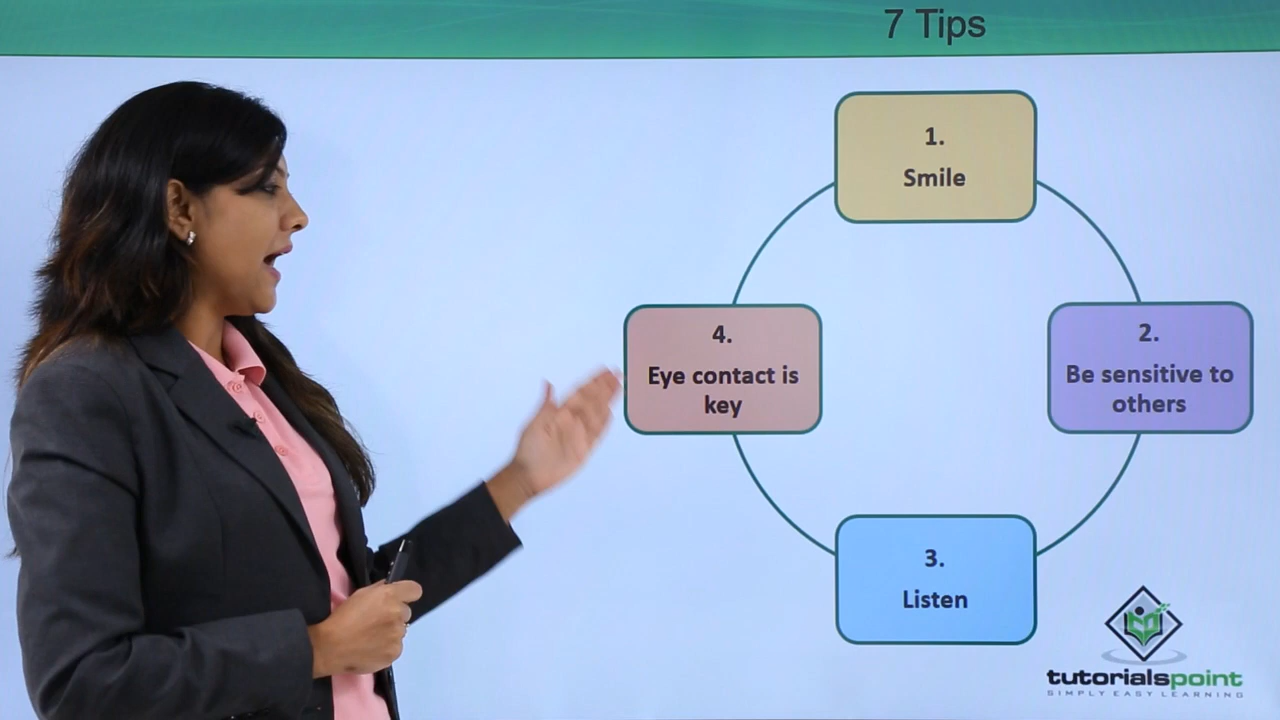 7 Tips
1.
Smile
2.
Be sensitive to
others
3.
Listen
4.
Eye contact is
key
tutorialspoint
SIMPLY EASY LEARNING